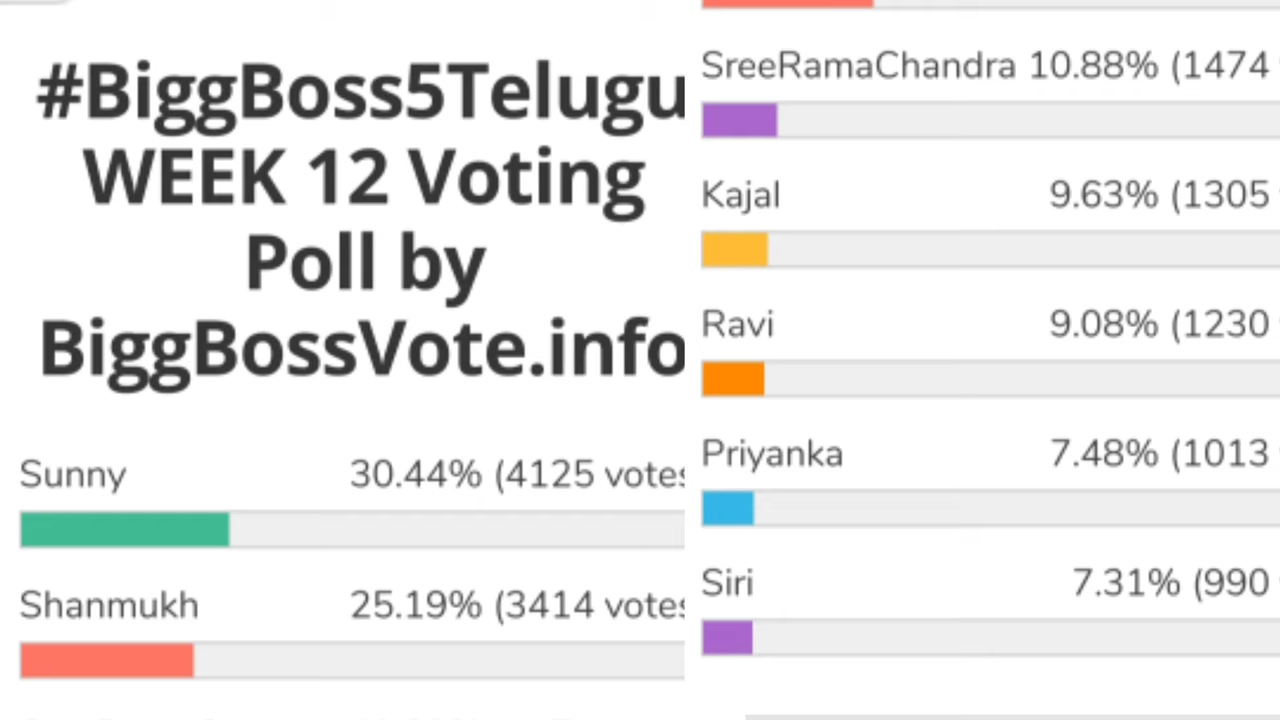 #BiggBoss5Telugu
WEEK 12 Voting
Poll by
BiggBossVote.info
Sunny 30.44% (4125 votes
Shanmukh 25.19% (3414 votes
SreeRamaChandra 10.88% (1474
Kajal 9.63% (1305
Ravi 9.08% (1230
Priyanka 7.48% (1013
Siri 7.31% (990